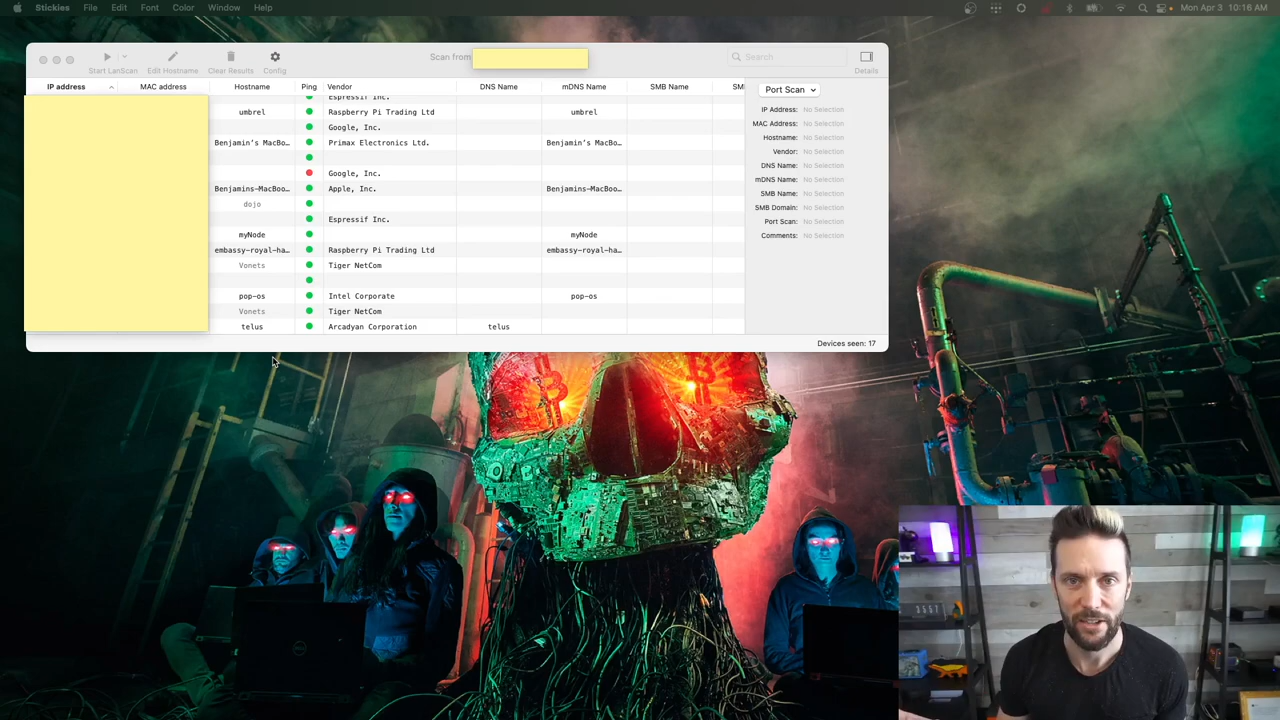 Stickies File Edit Font Color Window Help Mon Apr 3 10:16 AM
Scan from
Search
Start LanScan Edit Hostname Clear Results Config Details
IP address MAC address Hostname Ping Vendor DNS Name mDNS Name SMB Name SM
Espressif Inc.
umbrel Raspberry Pi Trading Ltd umbrel
Google, Inc.
Benjamin’s MacBo… Primax Electronics Ltd. Benjamin’s MacBo…
Google, Inc.
Benjamins-MacBoo… Apple, Inc. Benjamins-MacBoo…
dojo
Espressif Inc.
myNode myNode
embassy-royal-ha… Raspberry Pi Trading Ltd embassy-royal-ha…
Vonets Tiger NetCom
pop-os Intel Corporate pop-os
Vonets Tiger NetCom
telus Arcadyan Corporation telus
Port Scan
IP Address: No Selection
MAC Address: No Selection
Hostname: No Selection
Vendor: No Selection
DNS Name: No Selection
mDNS Name: No Selection
SMB Name: No Selection
SMB Domain: No Selection
Port Scan: No Selection
Comments: No Selection
Devices seen: 17